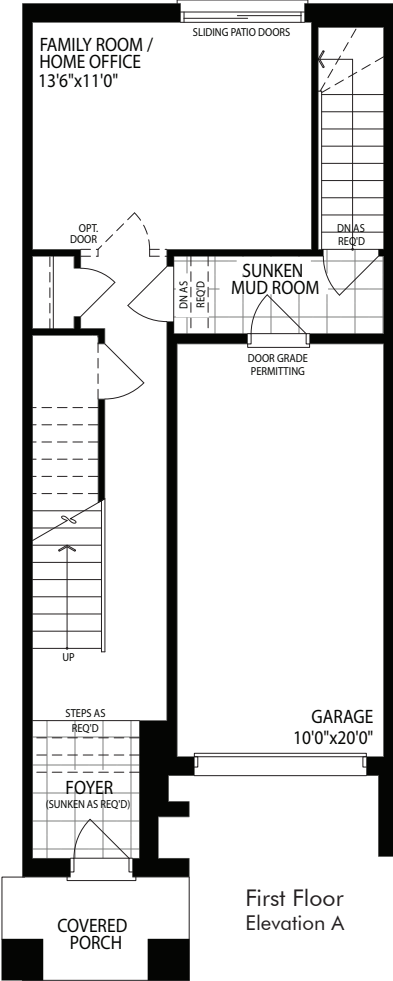 SLIDING PATIO DOORS
FAMILY ROOM /
HOME OFFICE
13'6"x11'0"
OPT.
DOOR
DN AS
REQ'D
SUNKEN
MUD ROOM
DN AS
REQ'D
DOOR GRADE
PERMITTING
UP
STEPS AS
REQ'D
GARAGE
10'0"x20'0"
FOYER
(SUNKEN AS REQ'D)
COVERED
PORCH
First Floor
Elevation A